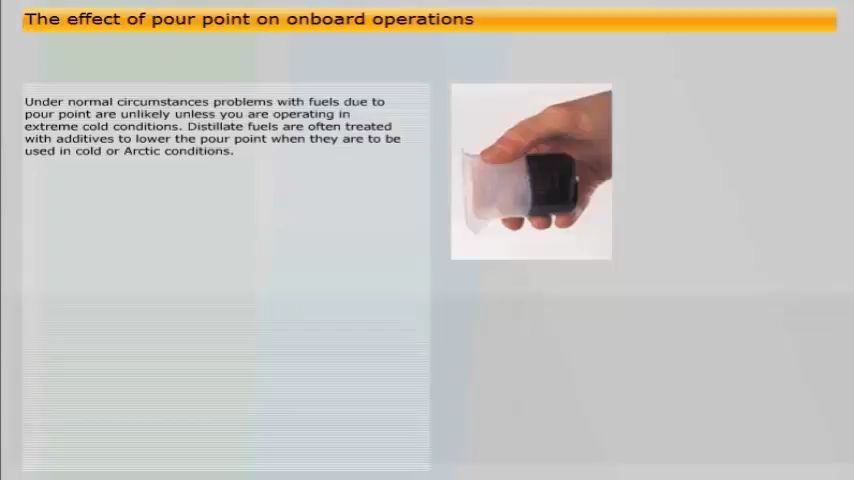 The effect of pour point on onboard operations
Under normal circumstances problems with fuels due to
pour point are unlikely unless you are operating in
extreme cold conditions. Distillate fuels are often treated
with additives to lower the pour point when they are to be
used in cold or Arctic conditions.